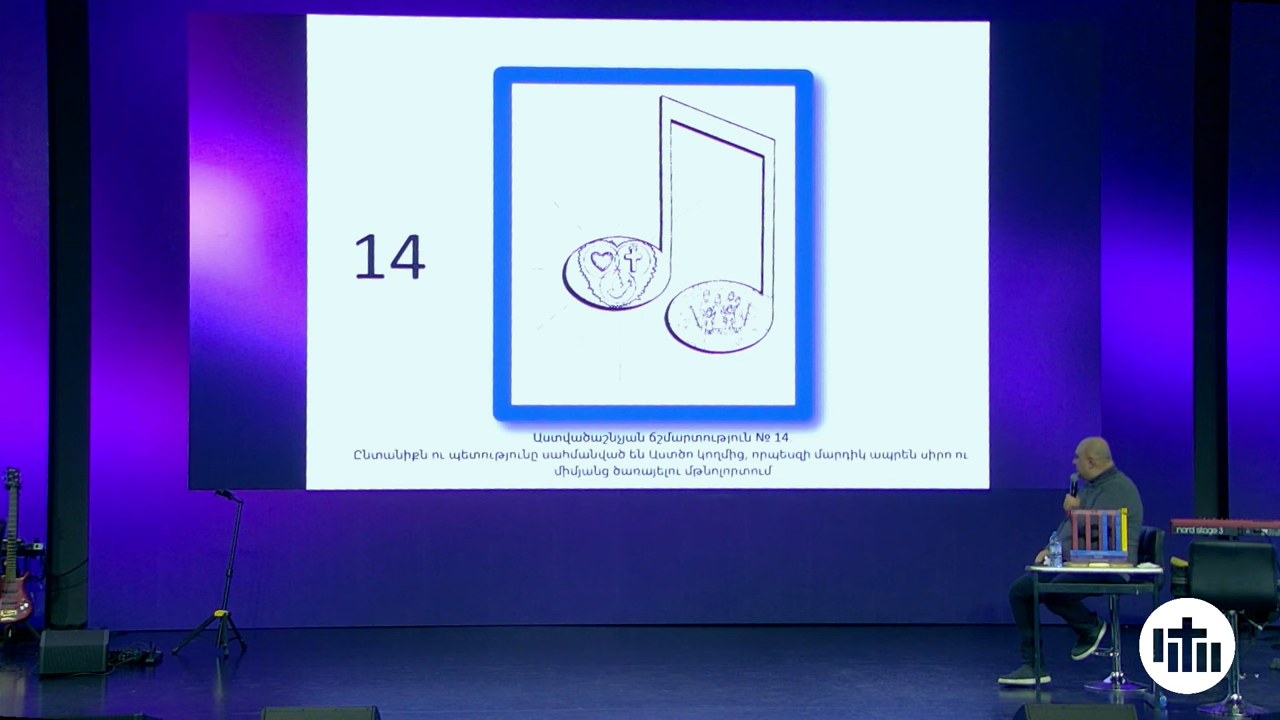 14
Աստվածաշնչյան ճշմարտություն № 14
Ընտանիքն ու պետությունը սահմանված են Աստծո կողմից, որպեսզի մարդիկ ապրեն սիրո ու
միմյանց ծառայելու մթնոլորտում
nord stage 3